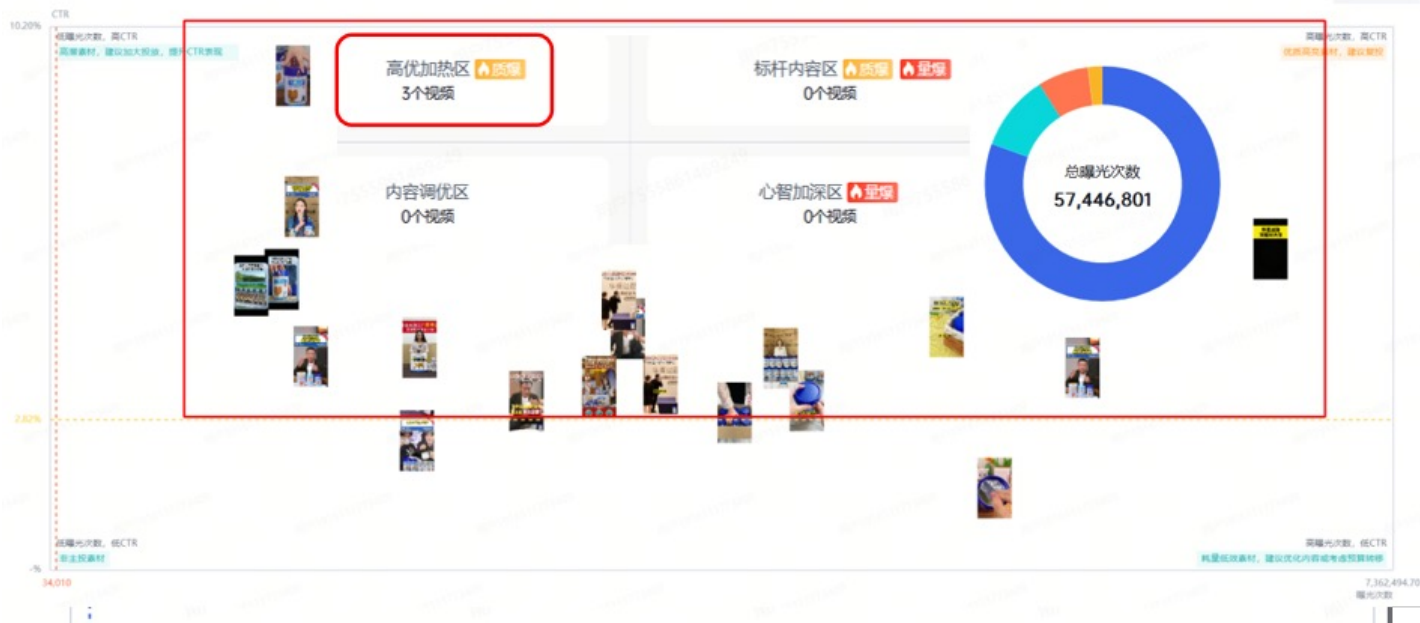 CTR
10.20%
低曝光次数，高CTR
高潜素材，建议加大投放，提升CTR表现
高曝光次数，高CTR
优质高亮素材，建议复投
高优加热区 质爆
3个视频
标杆内容区 质爆 量爆
0个视频
内容调优区
0个视频
心智加深区 量爆
0个视频
总曝光次数
57,446,801
2.82%
低曝光次数，低CTR
非主投素材
高曝光次数，低CTR
耗量低效素材，建议优化内容或考虑预算转移
-%
34,010
7,362,494.70
曝光次数